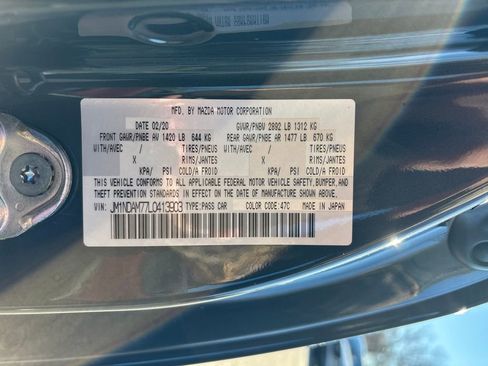 MFD. BY MAZDA MOTOR CORPORATION
DATE 02/20 GVWR/PNBV 2892 LB 1312 KG
FRONT GAWR/PNBE AV 1420 LB 644 KG REAR GAWR/PNBE AR 1477 LB 670 KG
WITH/AVEC / TIRES/PNEUS WITH/AVEC / TIRES/PNEUS
X RIMS/JANTES X RIMS/JANTES
KPA/ PSI COLD/A FROID KPA/ PSI COLD/A FROID
THIS VEHICLE CONFORMS TO ALL APPLICABLE FEDERAL MOTOR VEHICLE SAFETY,BUMPER,AND
THEFT PREVENTION STANDARDS IN EFFECT ON THE DATE OF MANUFACTURE SHOWN ABOVE.
VIN: JM1NDAM77L0413903 TYPE:PASS CAR COLOR CODE:47C MADE IN JAPAN